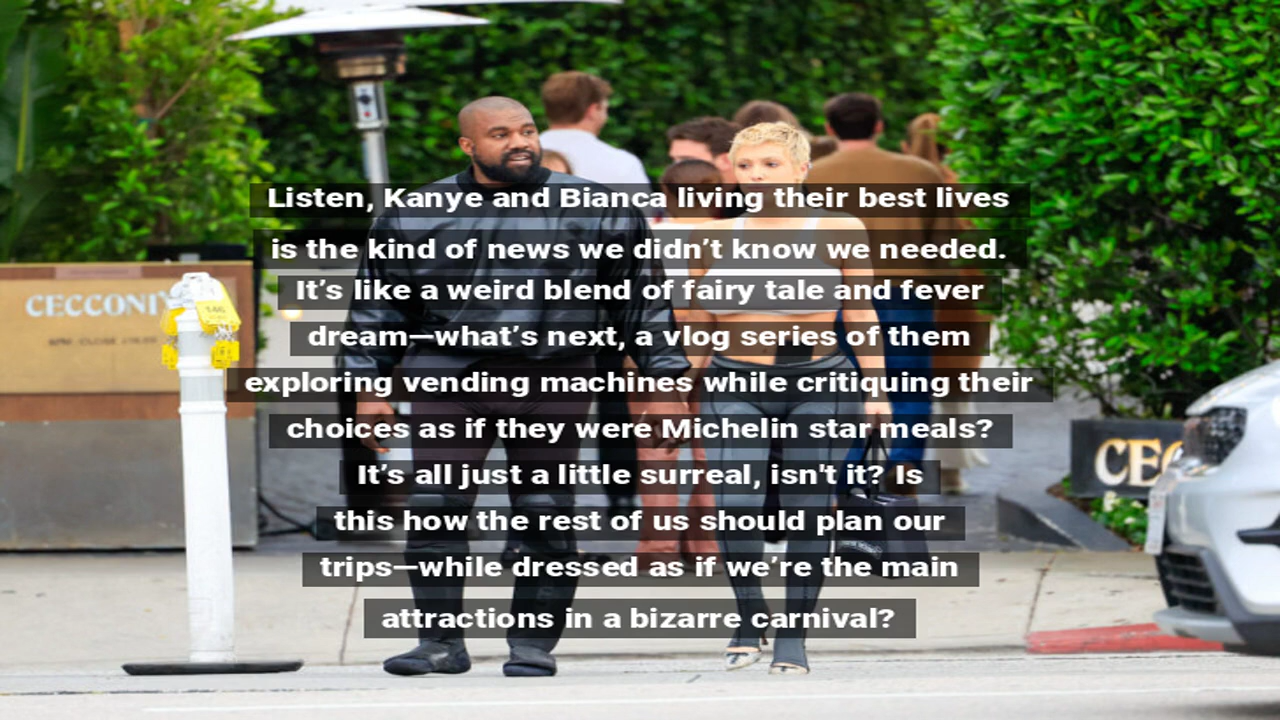 Listen, Kanye and Bianca living their best lives
is the kind of news we didn’t know we needed.
It’s like a weird blend of fairy tale and fever
dream—what’s next, a vlog series of them
exploring vending machines while critiquing their
choices as if they were Michelin star meals?
It’s all just a little surreal, isn't it? Is
this how the rest of us should plan our
trips—while dressed as if we’re the main
attractions in a bizarre carnival?
CECCONI'
CEC